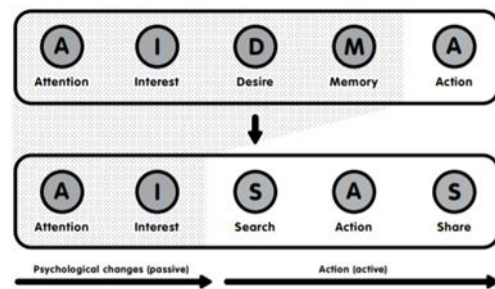 A I D M A
Attention Interest Desire Memory Action
A I S A S
Attention Interest Search Action Share
Psychological changes (passive) Action (active)